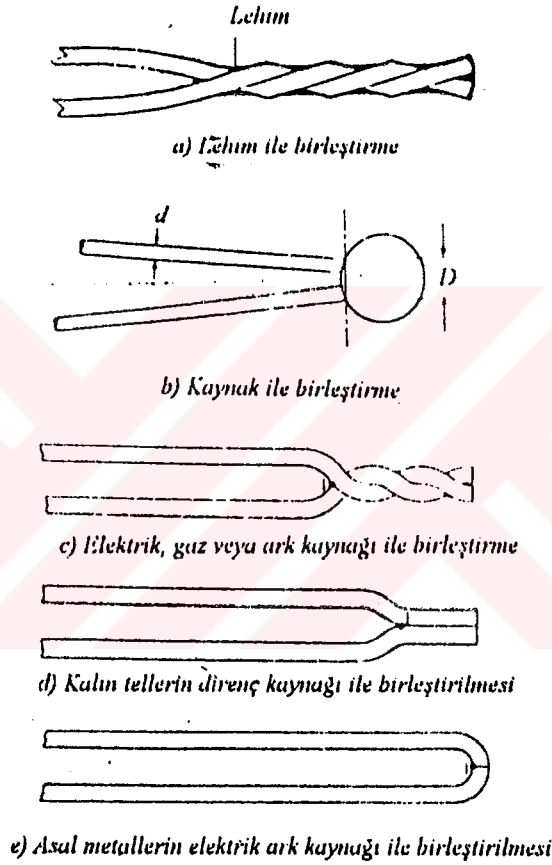 Lehim
a) Lehim ile birleştirme
d
D
b) Kaynak ile birleştirme
c) Elektrik, gaz veya ark kaynağı ile birleştirme
d) Kalın tellerin direnç kaynağı ile birleştirilmesi
e) Asal metallerin elektrik ark kaynağı ile birleştirilmesi